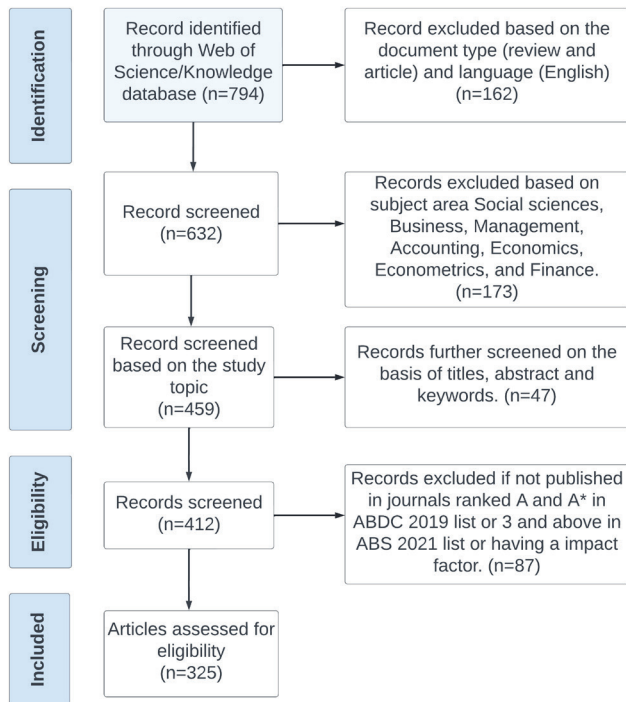 Identification
Record identified
through Web of
Science/Knowledge
database (n=794)
Record excluded based on the
document type (review and
article) and language (English)
(n=162)
Screening
Record screened
(n=632)
Records excluded based on
subject area Social sciences,
Business, Management,
Accounting, Economics,
Econometrics, and Finance.
(n=173)
Record screened
based on the study
topic
(n=459)
Records further screened on the
basis of titles, abstract and
keywords. (n=47)
Eligibility
Records screened
(n=412)
Records excluded if not published
in journals ranked A and A* in
ABDC 2019 list or 3 and above in
ABS 2021 list or having a impact
factor. (n=87)
Included
Articles assessed for
eligibility
(n=325)